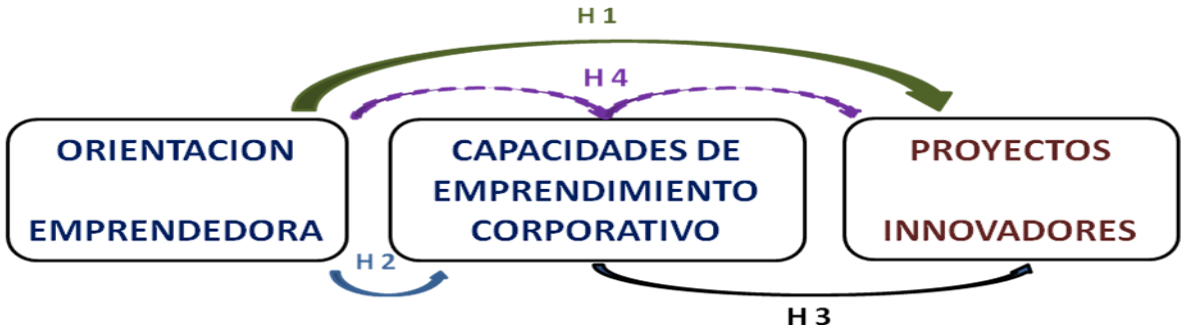 H 1
H 4
ORIENTACION
EMPRENDEDORA
CAPACIDADES DE
EMPRENDIMIENTO
CORPORATIVO
PROYECTOS
INNOVADORES
H 2
H 3